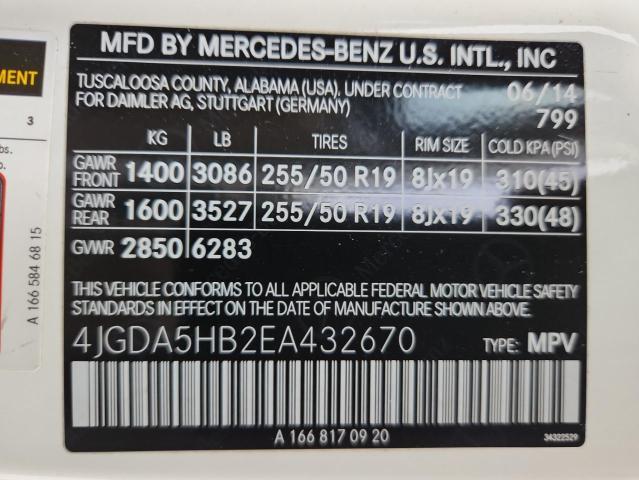 MFD BY MERCEDES-BENZ U.S. INTL., INC
TUSCALOOSA COUNTY, ALABAMA (USA). UNDER CONTRACT 06/14
FOR DAIMLER AG, STUTTGART (GERMANY) 799
KG LB TIRES RIM SIZE COLD KPA(PSI)
GAWR FRONT 1400 3086 255/50 R19 8Jx19 310(45)
GAWR REAR 1600 3527 255/50 R19 8Jx19 330(48)
GVWR 2850 6283
THIS VEHICLE CONFORMS TO ALL APPLICABLE FEDERAL MOTOR VEHICLE SAFETY
STANDARDS IN EFFECT ON THE DATE OF MANUFACTURE SHOWN ABOVE.
4JGDA5HB2EA432670 TYPE: MPV
A 166 817 09 20
34322529
MENT
3
bs.
A 166 584 68 15